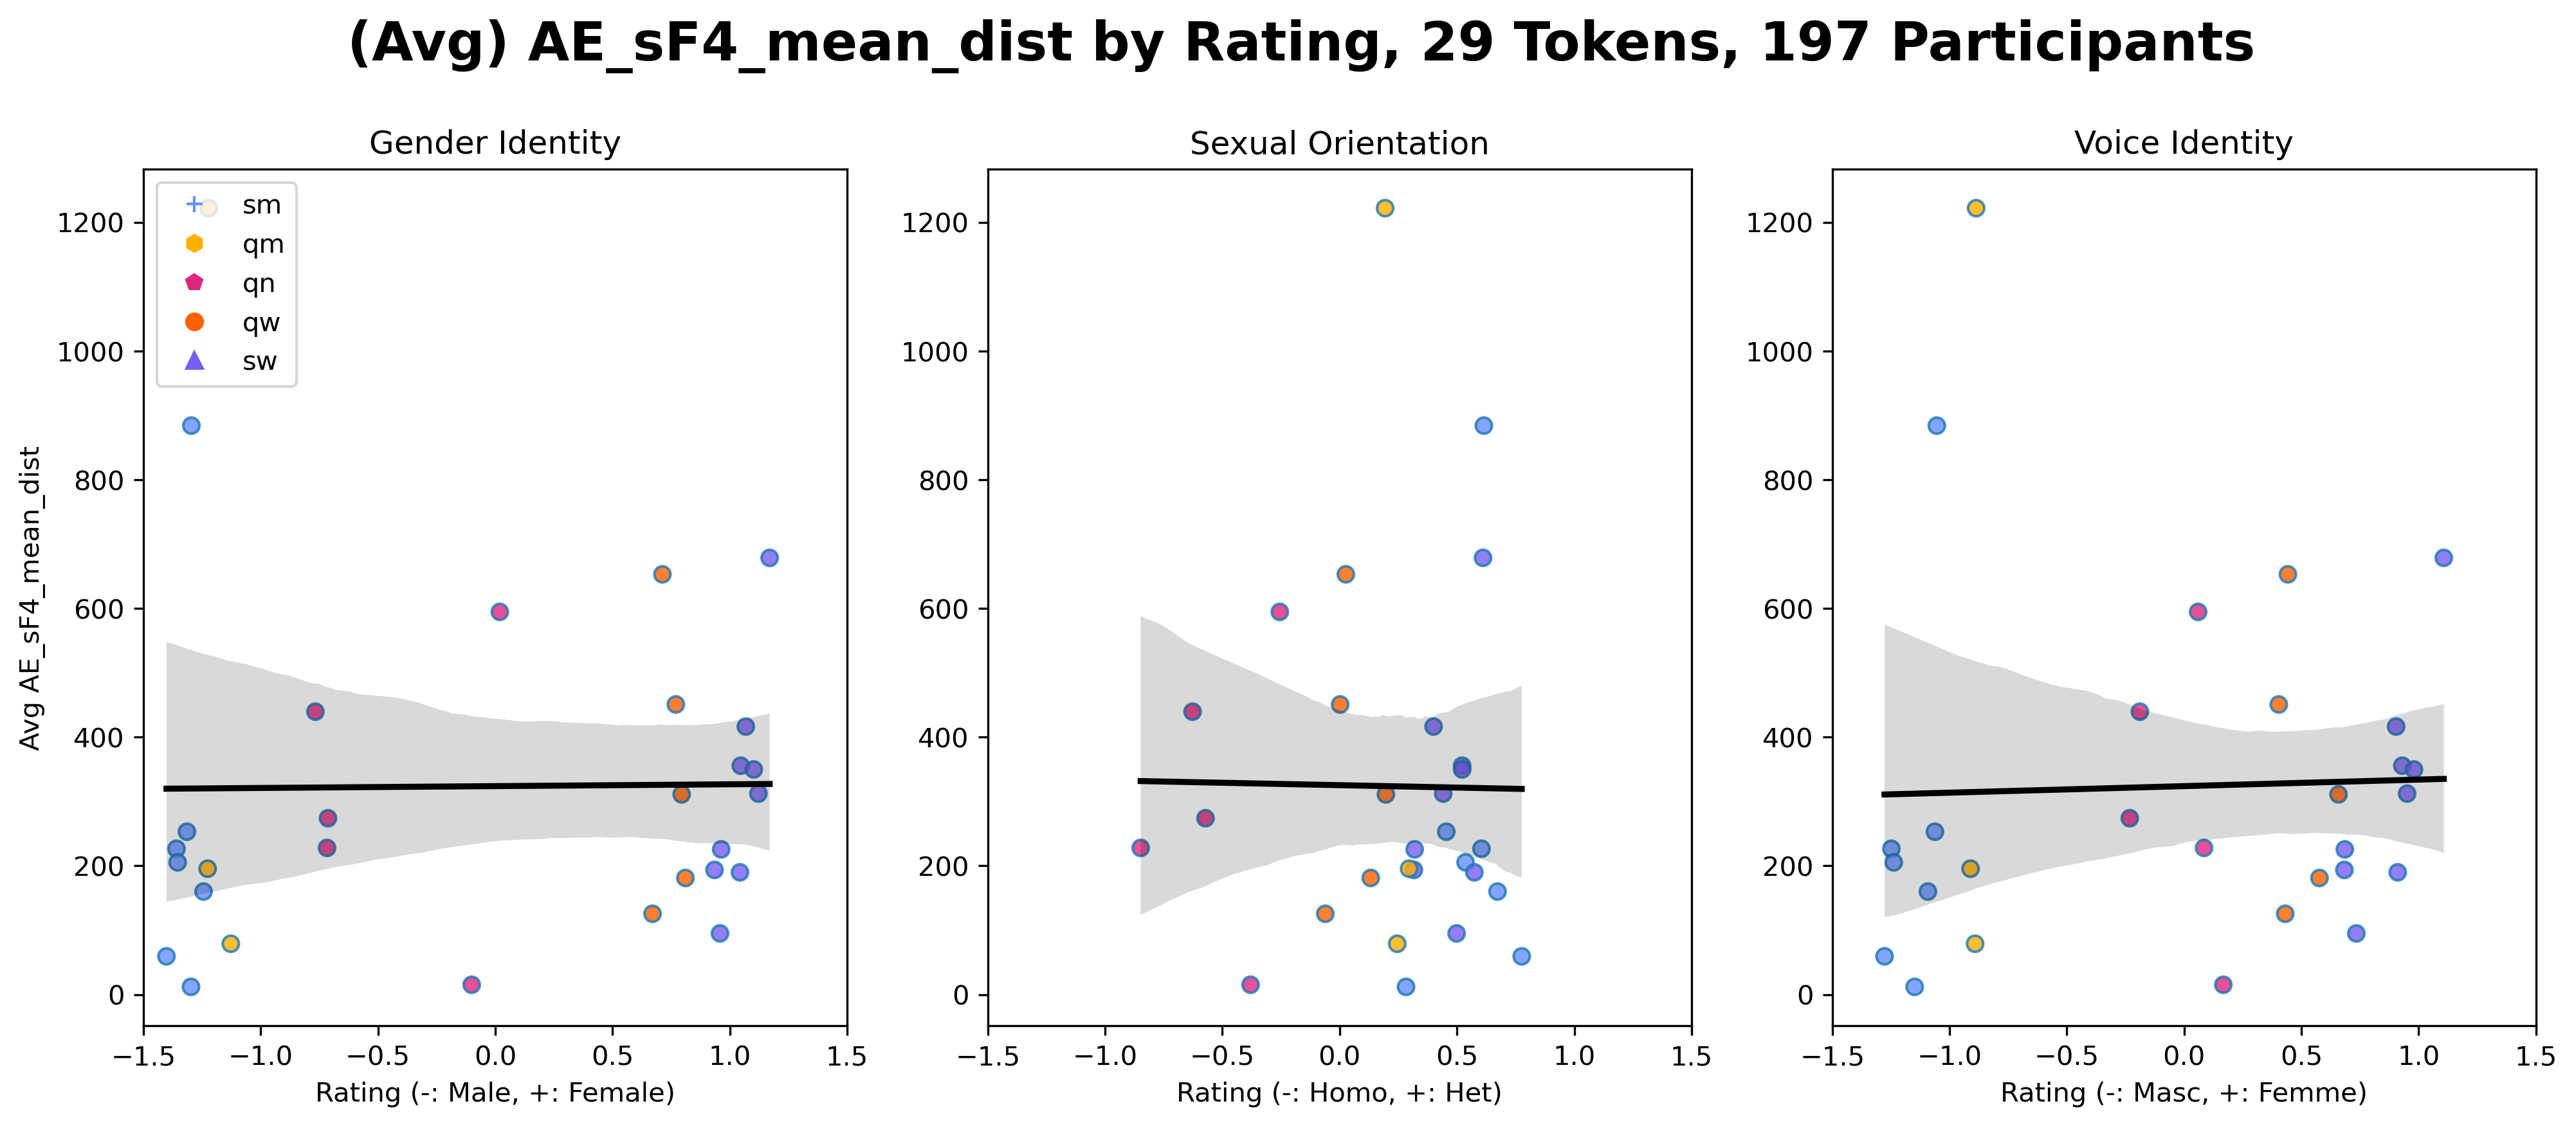 (Avg) AE_sF4_mean_dist by Rating, 29 Tokens, 197 Participants
Gender Identity
Sexual Orientation
Voice Identity
sm
qm
qn
qw
sw
Avg AE_sF4_mean_dist
1200
1000
800
600
400
200
0
1200
1000
800
600
400
200
0
1200
1000
800
600
400
200
0
−1.5 −1.0 −0.5 0.0 0.5 1.0 1.5
−1.5 −1.0 −0.5 0.0 0.5 1.0 1.5
−1.5 −1.0 −0.5 0.0 0.5 1.0 1.5
Rating (-: Male, +: Female)
Rating (-: Homo, +: Het)
Rating (-: Masc, +: Femme)